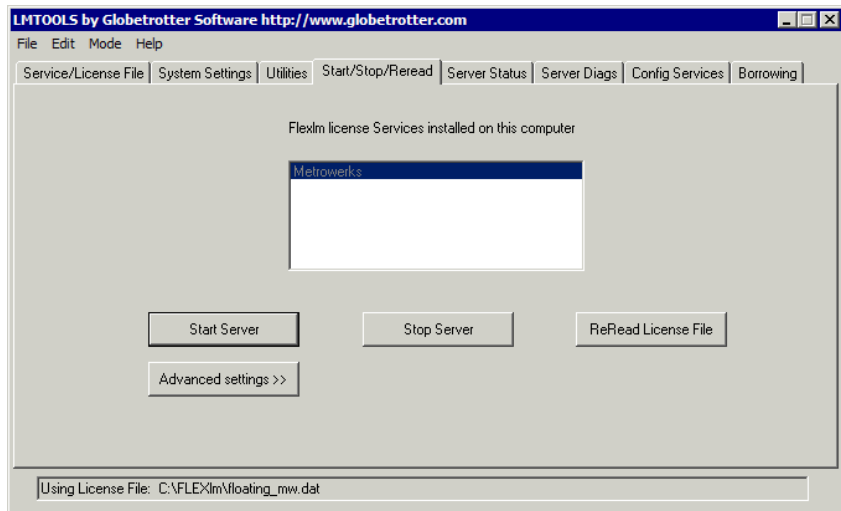 LMTOOLS by Globetrotter Software http://www.globetrotter.com
File Edit Mode Help
Service/License File System Settings Utilities Start/Stop/Reread Server Status Server Diags Config Services Borrowing
Flexlm license Services installed on this computer
Metrowerks
Start Server Stop Server ReRead License File
Advanced settings >>
Using License File: C:\FLEXlm\floating_mw.dat